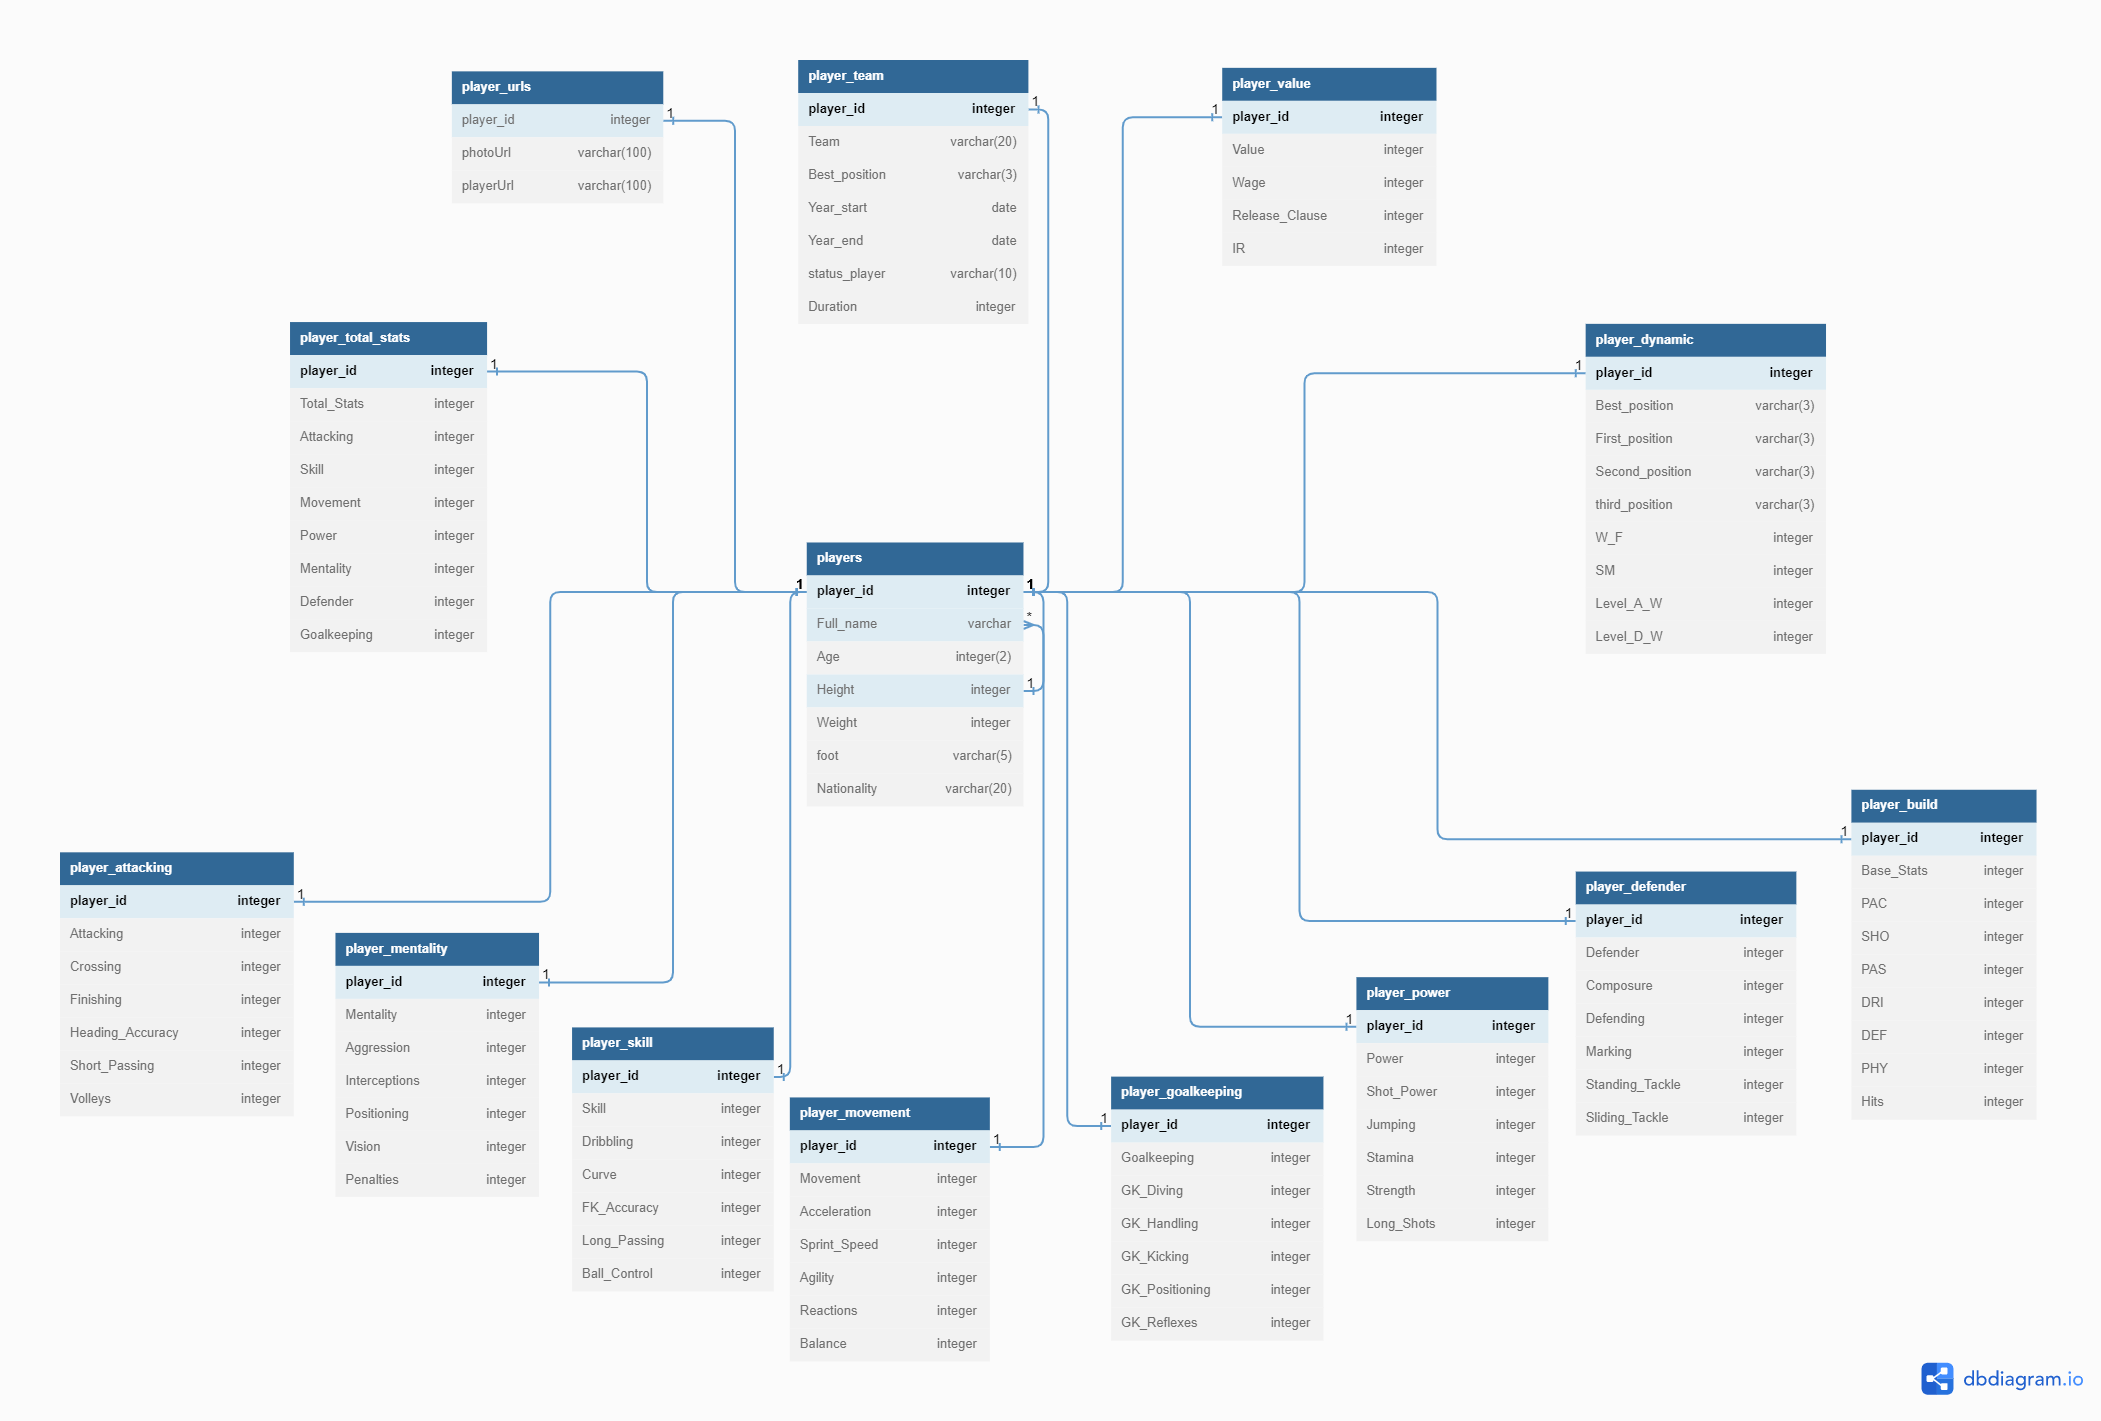 player_urls
player_id integer
photoUrl varchar(100)
playerUrl varchar(100)
1
player_team
player_id integer
Team varchar(20)
Best_position varchar(3)
Year_start date
Year_end date
status_player varchar(10)
Duration integer
1
player_value
player_id integer
Value integer
Wage integer
Release_Clause integer
IR integer
1
player_total_stats
player_id integer
Total_Stats integer
Attacking integer
Skill integer
Movement integer
Power integer
Mentality integer
Defender integer
Goalkeeping integer
1
player_dynamic
player_id integer
Best_position varchar(3)
First_position varchar(3)
Second_position varchar(3)
third_position varchar(3)
W_F integer
SM integer
Level_A_W integer
Level_D_W integer
1
players
1 player_id integer 1
Full_name varchar *
Age integer(2)
Height integer 1
Weight integer
foot varchar(5)
Nationality varchar(20)
player_build
1 player_id integer
Base_Stats integer
PAC integer
SHO integer
PAS integer
DRI integer
DEF integer
PHY integer
Hits integer
player_attacking
player_id integer 1
Attacking integer
Crossing integer
Finishing integer
Heading_Accuracy integer
Short_Passing integer
Volleys integer
player_defender
1 player_id integer
Defender integer
Composure integer
Defending integer
Marking integer
Standing_Tackle integer
Sliding_Tackle integer
player_mentality
player_id integer 1
Mentality integer
Aggression integer
Interceptions integer
Positioning integer
Vision integer
Penalties integer
player_power
1 player_id integer
Power integer
Shot_Power integer
Jumping integer
Stamina integer
Strength integer
Long_Shots integer
player_skill
player_id integer 1
Skill integer
Dribbling integer
Curve integer
FK_Accuracy integer
Long_Passing integer
Ball_Control integer
player_movement
player_id integer 1
Movement integer
Acceleration integer
Sprint_Speed integer
Agility integer
Reactions integer
Balance integer
player_goalkeeping
1 player_id integer
Goalkeeping integer
GK_Diving integer
GK_Handling integer
GK_Kicking integer
GK_Positioning integer
GK_Reflexes integer
dbdiagram.io